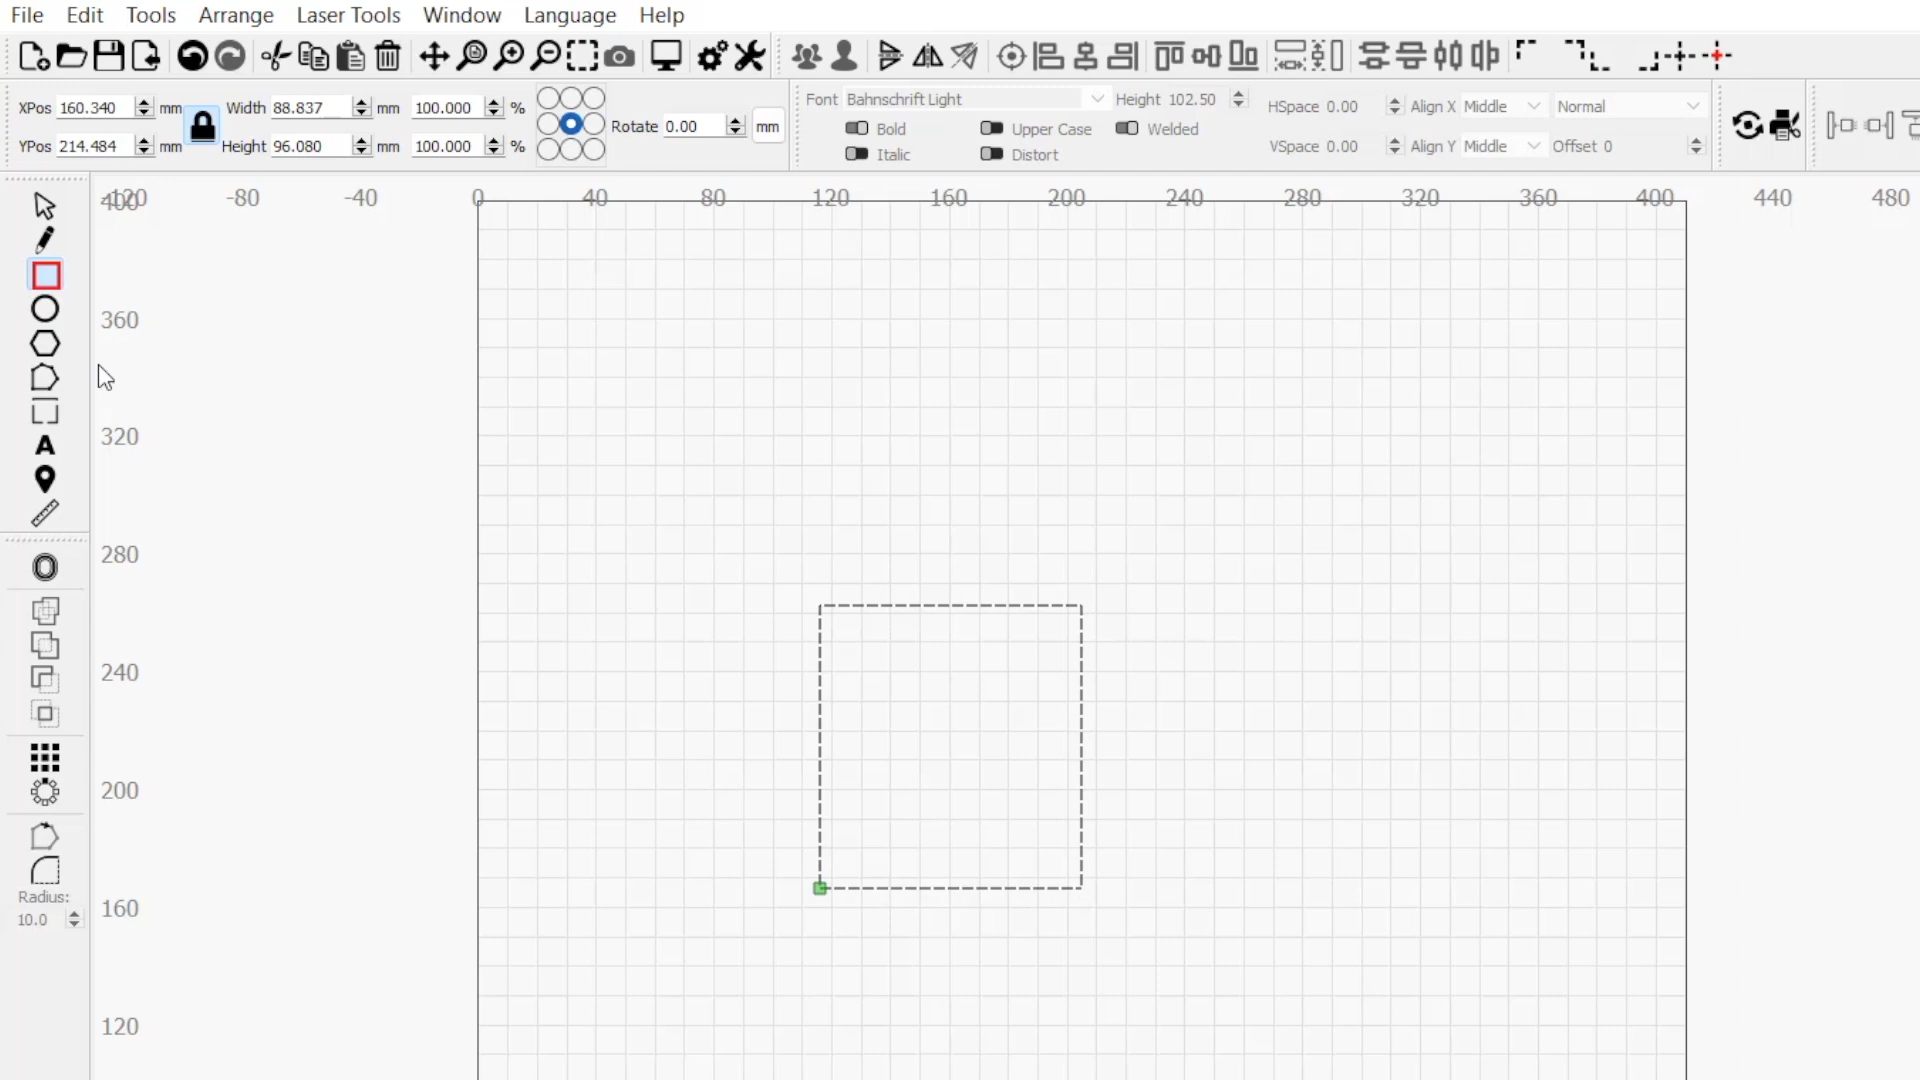 File Edit Tools Arrange Laser Tools Window Language Help
XPos 160.340 mm Width 88.837 mm 100.000 %
YPos 214.484 mm Height 96.080 mm 100.000 %
Rotate 0.00 mm
Font Bahnschrift Light Height 102.50
Bold Upper Case Welded
Italic Distort
HSpace 0.00 Align X Middle Normal
VSpace 0.00 Align Y Middle Offset 0
-120 -80 -40 0 40 80 120 160 200 240 280 320 360 400 440 480
400
360
320
A
280
240
200
Radius:
10.0
160
120